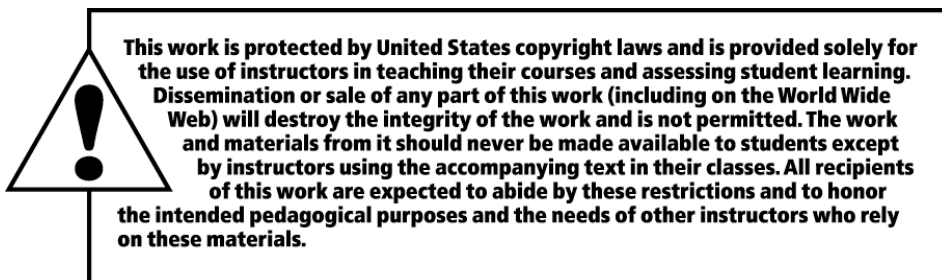 This work is protected by United States copyright laws and is provided solely for
the use of instructors in teaching their courses and assessing student learning.
Dissemination or sale of any part of this work (including on the World Wide
Web) will destroy the integrity of the work and is not permitted. The work
and materials from it should never be made available to students except
by instructors using the accompanying text in their classes. All recipients
of this work are expected to abide by these restrictions and to honor
the intended pedagogical purposes and the needs of other instructors who rely
on these materials.